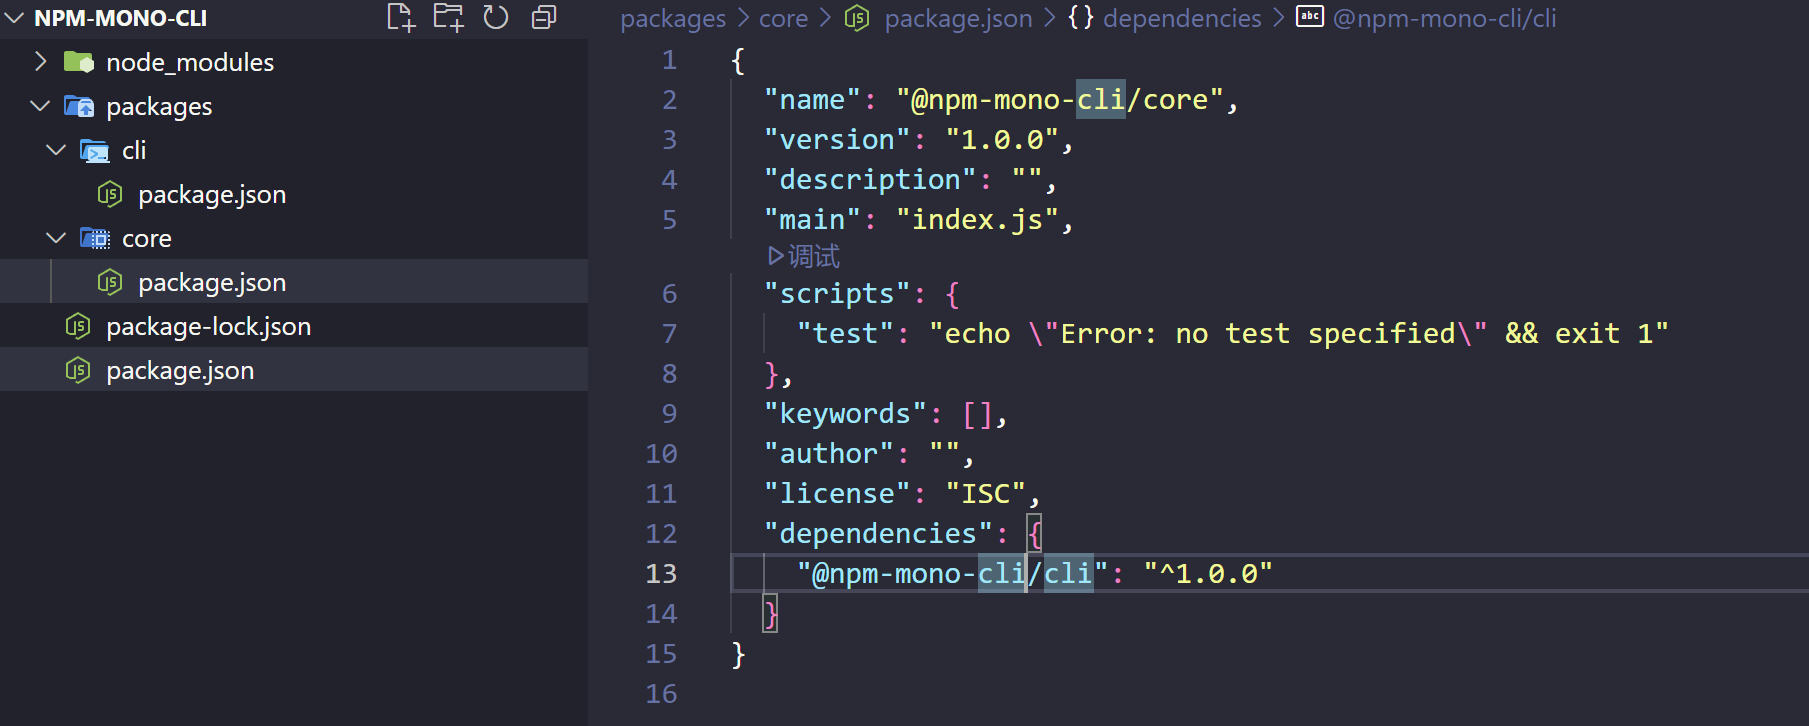 NPM-MONO-CLI
node_modules
packages
cli
package.json
core
package.json
package-lock.json
package.json
packages > core > package.json > {} dependencies > abc @npm-mono-cli/cli
1 {
2 "name": "@npm-mono-cli/core",
3 "version": "1.0.0",
4 "description": "",
5 "main": "index.js",
调试
6 "scripts": {
7 "test": "echo \"Error: no test specified\" && exit 1"
8 },
9 "keywords": [],
10 "author": "",
11 "license": "ISC",
12 "dependencies": {
13 "@npm-mono-cli/cli": "^1.0.0"
14 }
15 }
16